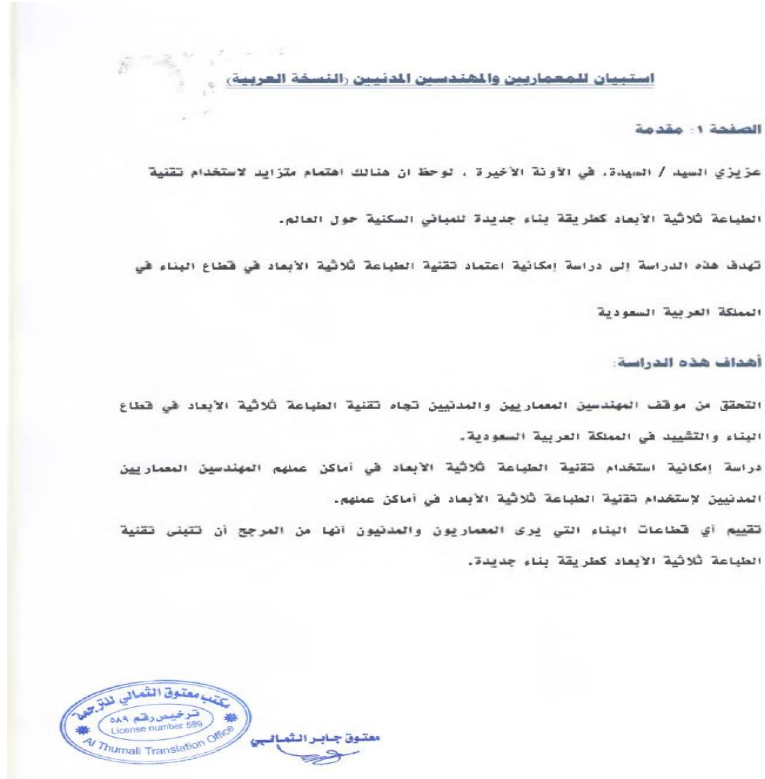 استبيان للمعماريين والمهندسين المدنيين (النسخة العربية)
الصفحة ١: مقدمة
عزيزي السيد / السيدة، في الآونة الأخيرة ، لوحظ ان هنالك اهتمام متزايد لاستخدام تقنية
الطباعة ثلاثية الأبعاد كطريقة بناء جديدة للمباني السكنية حول العالم.
تهدف هذه الدراسة إلى دراسة إمكانية اعتماد تقنية الطباعة ثلاثية الأبعاد في قطاع البناء في
المملكة العربية السعودية
أهداف هذه الدراسة:
التحقق من موقف المهندسين المعماريين والمدنيين تجاه تقنية الطباعة ثلاثية الأبعاد في قطاع
البناء والتشييد في المملكة العربية السعودية.
دراسة إمكانية استخدام تقنية الطباعة ثلاثية الأبعاد في أماكن عملهم المهندسين المعماريين
المدنيين لإستخدام تقنية الطباعة ثلاثية الأبعاد في أماكن عملهم.
تقييم أي قطاعات البناء التي يرى المعماريون والمدنيون أنها من المرجح أن تتبنى تقنية
الطباعة ثلاثية الأبعاد كطريقة بناء جديدة.
مكتب معتوق الثمالي للترجمة
ترخيص رقم ٥٨٩
License number 589
Al Thumali Translation Office
معتوق جابر الثمالي